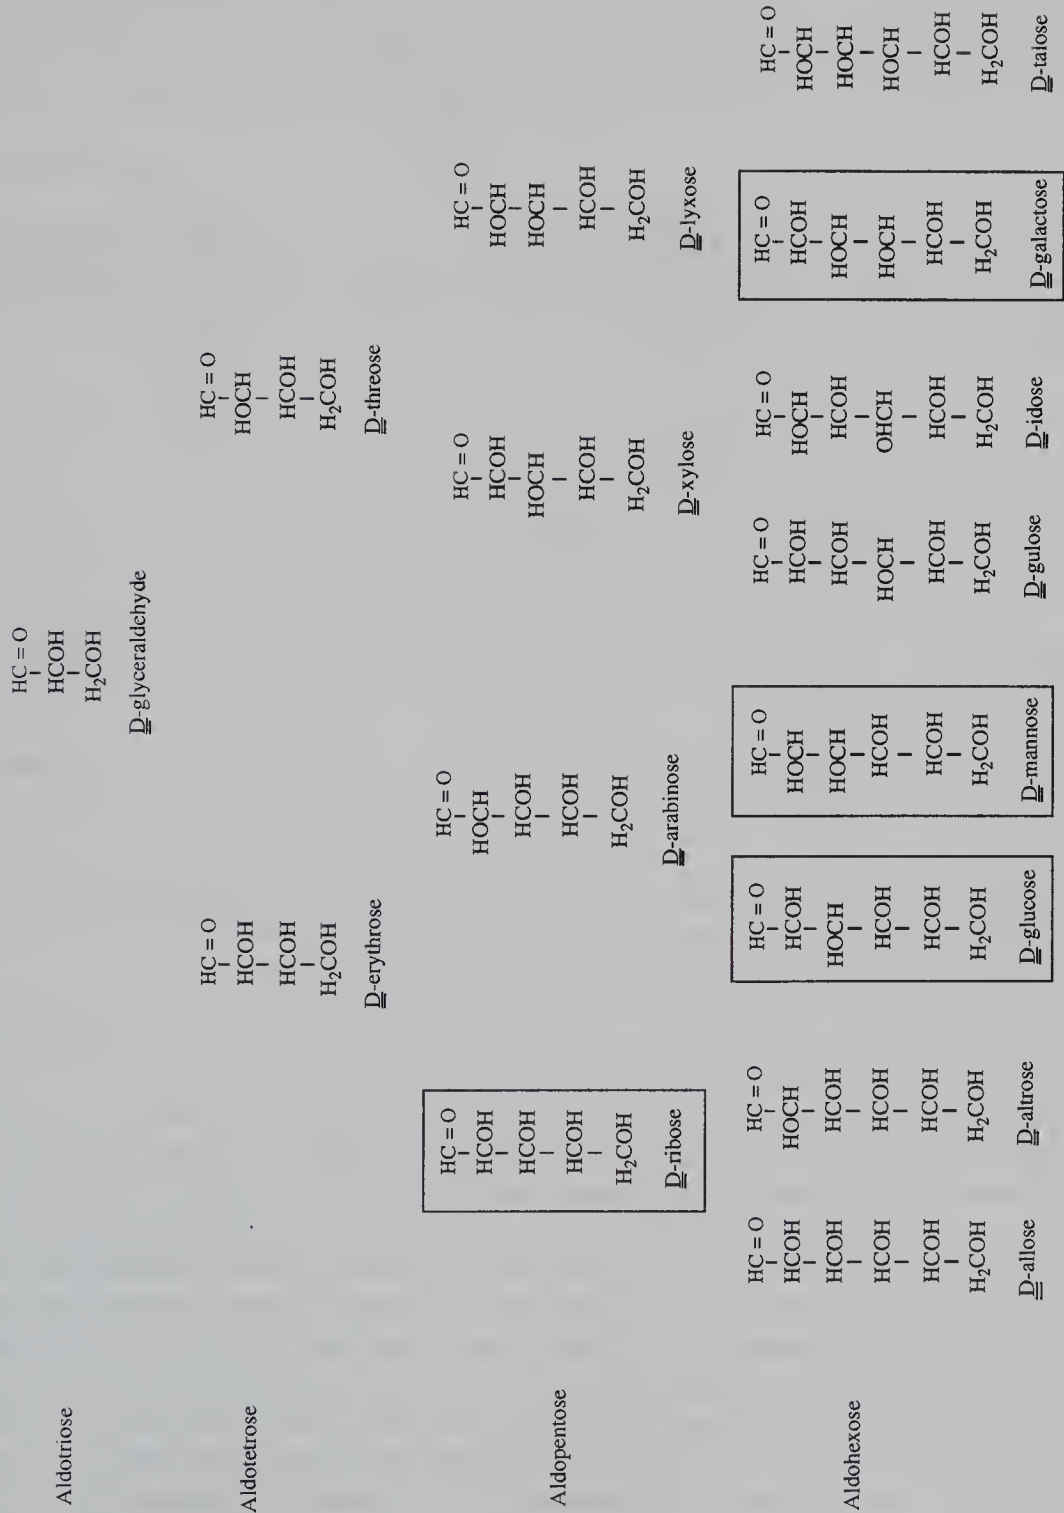 Aldotriose
HC = O
HCOH
H₂COH
D-glyceraldehyde
Aldotetrose
HC = O
HCOH
HCOH
H₂COH
D-erythrose
HC = O
HOCH
HCOH
H₂COH
D-threose
Aldopentose
HC = O
HCOH
HCOH
HCOH
H₂COH
D-ribose
HC = O
HOCH
HCOH
HCOH
H₂COH
D-arabinose
HC = O
HCOH
HOCH
HCOH
H₂COH
D-xylose
HC = O
HOCH
HOCH
HCOH
H₂COH
D-lyxose
Aldohexose
HC = O
HCOH
HCOH
HCOH
HCOH
H₂COH
D-allose
HC = O
HOCH
HCOH
HCOH
HCOH
H₂COH
D-altrose
HC = O
HCOH
HOCH
HCOH
HCOH
H₂COH
D-glucose
HC = O
HOCH
HOCH
HCOH
HCOH
H₂COH
D-mannose
HC = O
HCOH
HCOH
HOCH
HCOH
H₂COH
D-gulose
HC = O
HOCH
HCOH
OHCH
HCOH
H₂COH
D-idose
HC = O
HCOH
HOCH
HOCH
HCOH
H₂COH
D-galactose
HC = O
HOCH
HOCH
HOCH
HCOH
H₂COH
D-talose